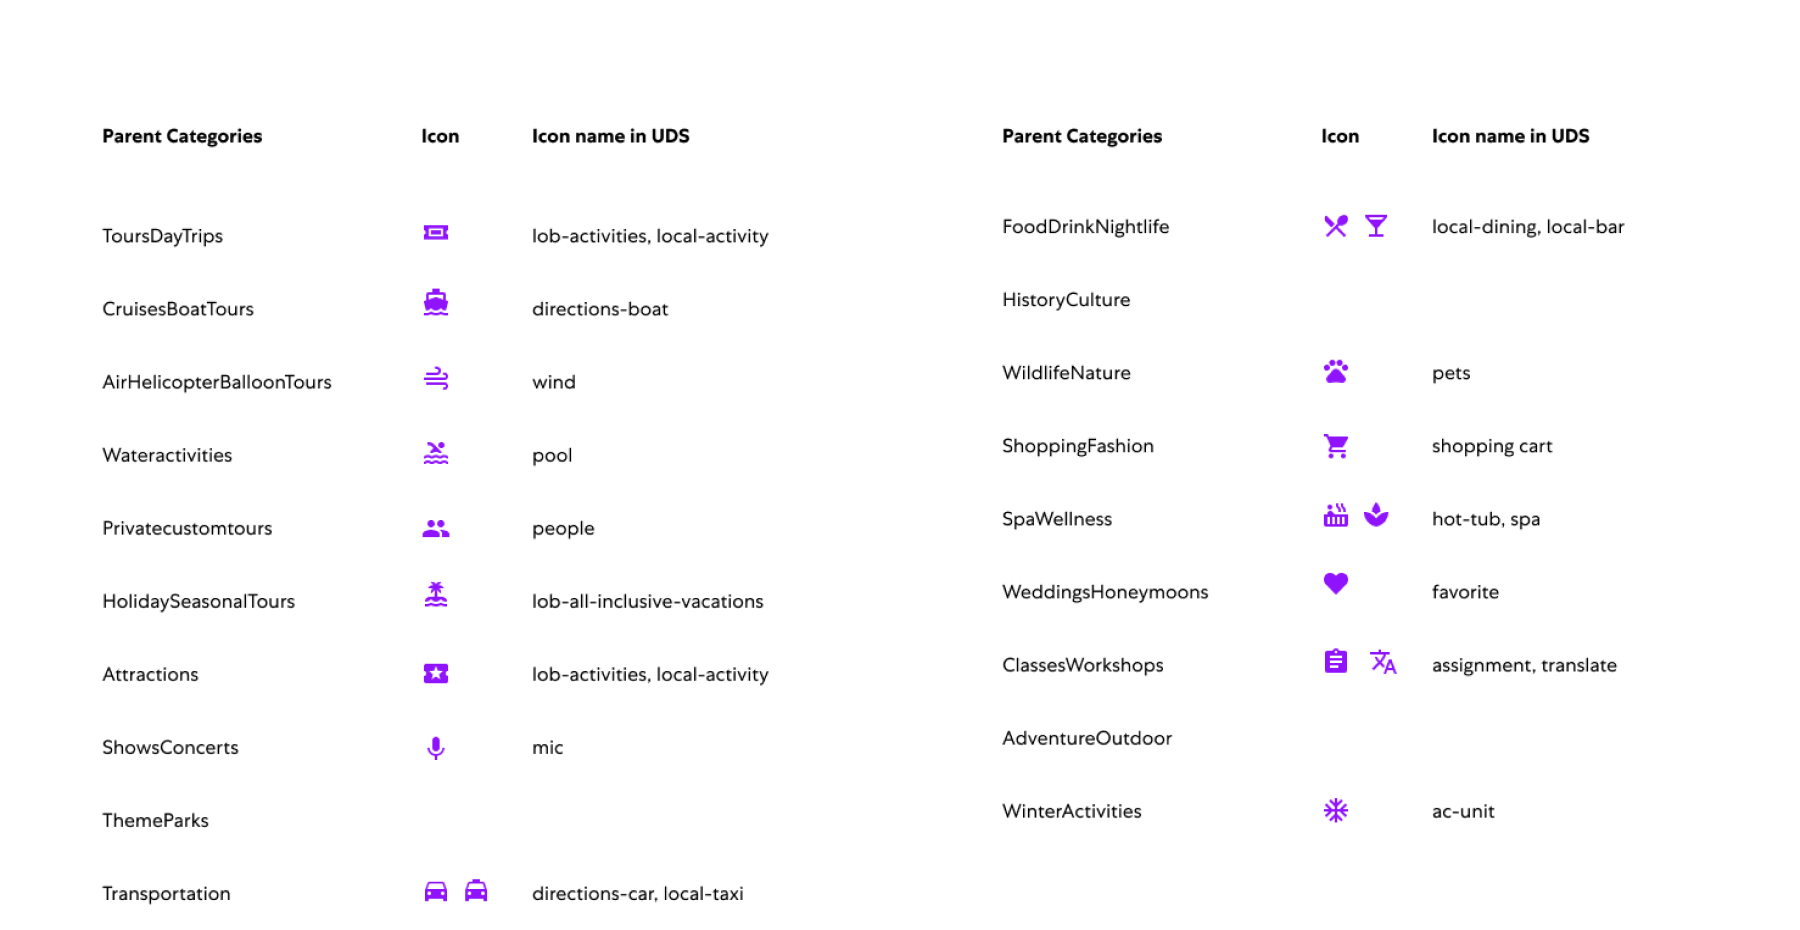 Parent Categories Icon Icon name in UDS
ToursDayTrips lob-activities, local-activity
CruisesBoatTours directions-boat
AirHelicopterBalloonTours wind
Wateractivities pool
Privatecustomtours people
HolidaySeasonalTours lob-all-inclusive-vacations
Attractions lob-activities, local-activity
ShowsConcerts mic
ThemeParks
Transportation directions-car, local-taxi
Parent Categories Icon Icon name in UDS
FoodDrinkNightlife local-dining, local-bar
HistoryCulture
WildlifeNature pets
ShoppingFashion shopping cart
SpaWellness hot-tub, spa
WeddingsHoneymoons favorite
ClassesWorkshops assignment, translate
AdventureOutdoor
WinterActivities ac-unit